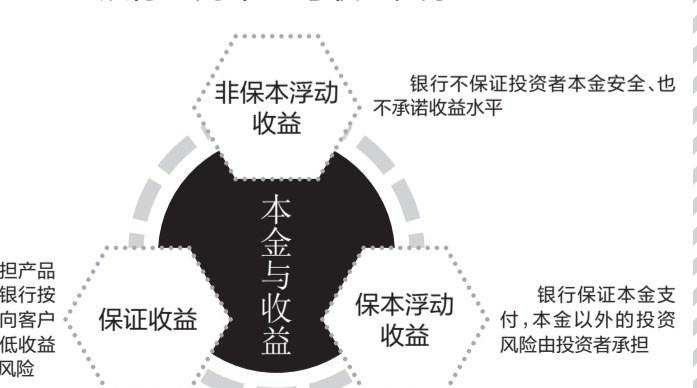 非保本浮动
收益
银行不保证投资者本金安全、也
不承诺收益水平
本金与收益
担产品
银行按
向客户
低收益
风险
保证收益
保本浮动
收益
银行保证本金支
付,本金以外的投资
风险由投资者承担